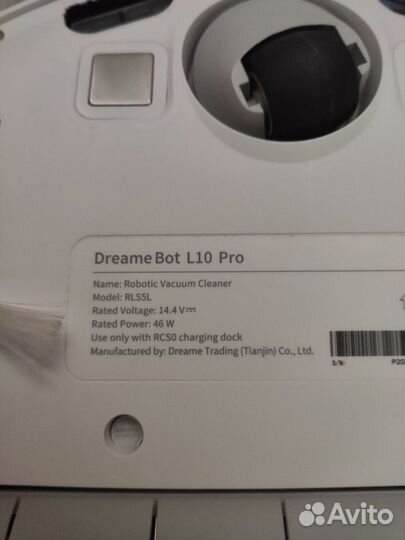 Dreame Bot L10 Pro
Name: Robotic Vacuum Cleaner
Model: RLS5L
Rated Voltage: 14.4 V⎓
Rated Power: 46 W
Use only with RCS0 charging dock
Manufactured by: Dreame Trading (Tianjin) Co., Ltd.
S/N: P20
Avito